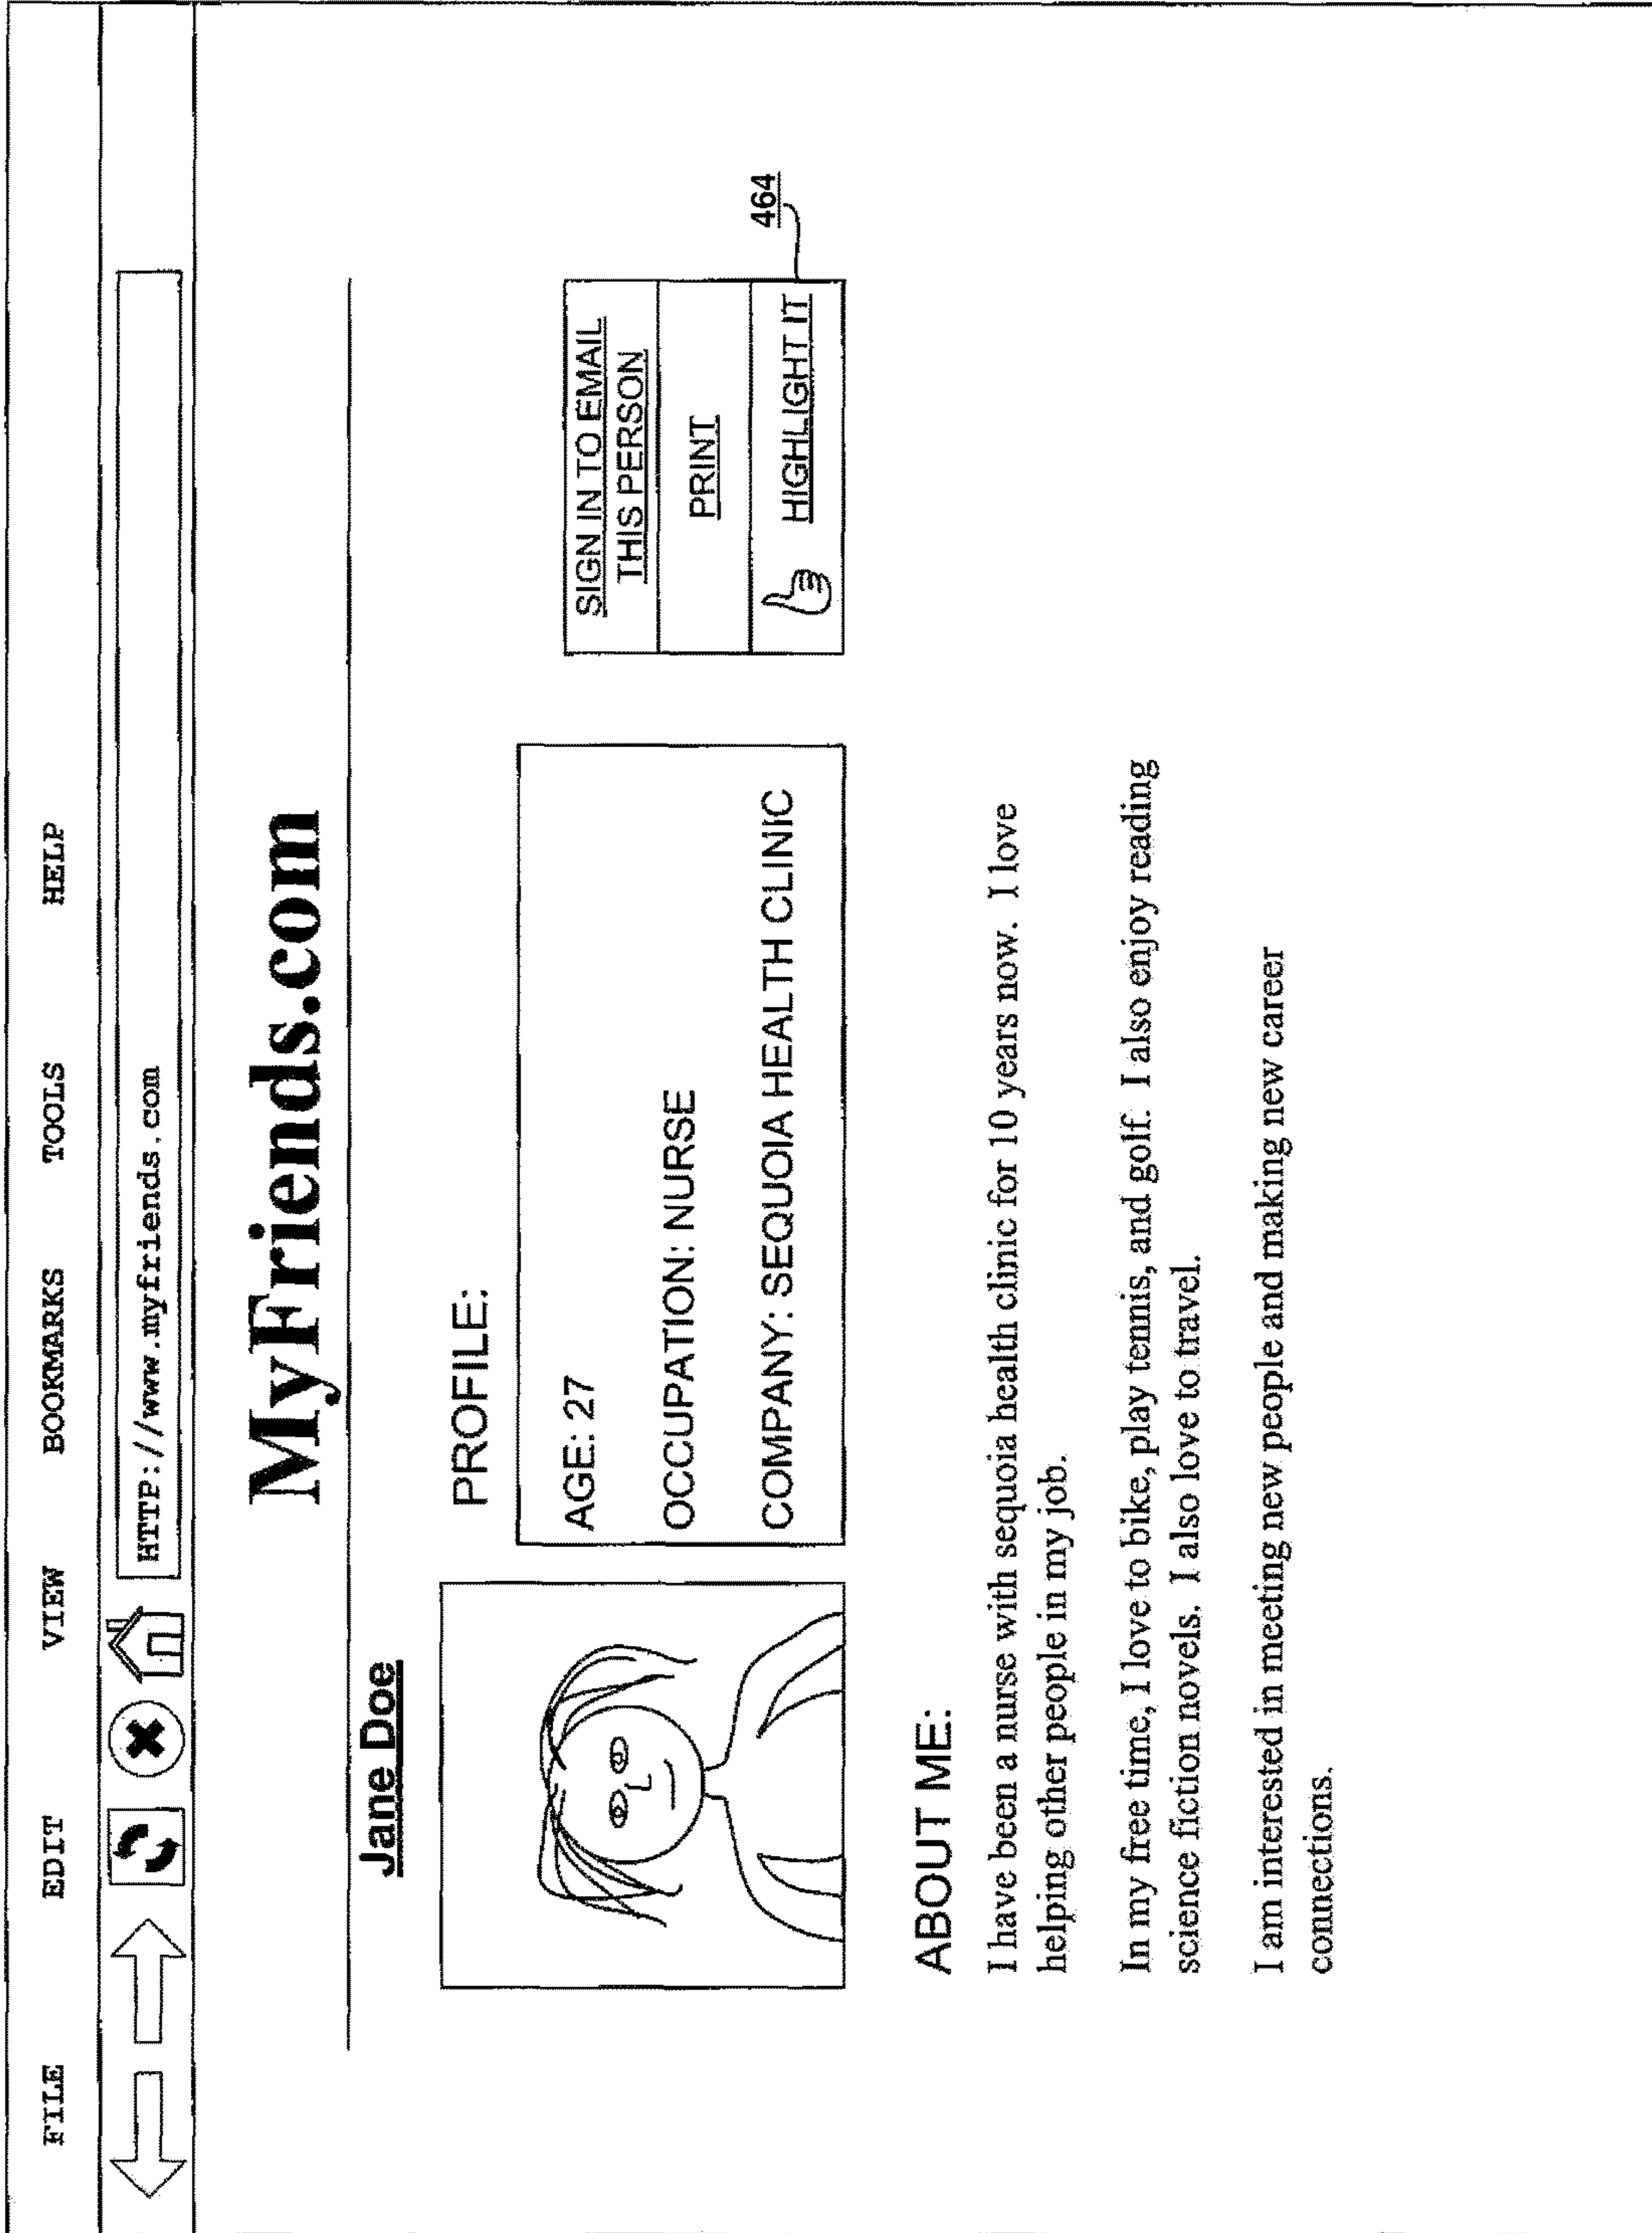 FILE EDIT VIEW BOOKMARKS TOOLS HELP
HTTP://www.myfriends.com
MyFriends.com
Jane Doe
PROFILE:
AGE: 27
OCCUPATION: NURSE
COMPANY: SEQUOIA HEALTH CLINIC
SIGN IN TO EMAIL
THIS PERSON
PRINT
HIGHLIGHT IT
464
ABOUT ME:
I have been a nurse with sequoia health clinic for 10 years now. I love
helping other people in my job.
In my free time, I love to bike, play tennis, and golf. I also enjoy reading
science fiction novels. I also love to travel.
I am interested in meeting new people and making new career
connections.